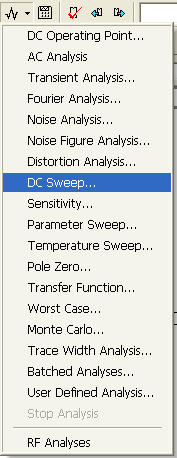 DC Operating Point...
AC Analysis
Transient Analysis...
Fourier Analysis...
Noise Analysis...
Noise Figure Analysis...
Distortion Analysis...
DC Sweep...
Sensitivity...
Parameter Sweep...
Temperature Sweep...
Pole Zero...
Transfer Function...
Worst Case...
Monte Carlo...
Trace Width Analysis...
Batched Analyses...
User Defined Analysis...
Stop Analysis
RF Analyses